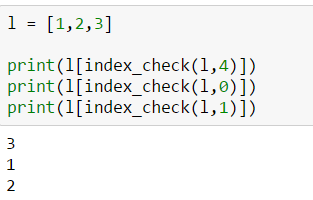 l = [1,2,3]
print(l[index_check(l,4)])
print(l[index_check(l,0)])
print(l[index_check(l,1)])
3
1
2